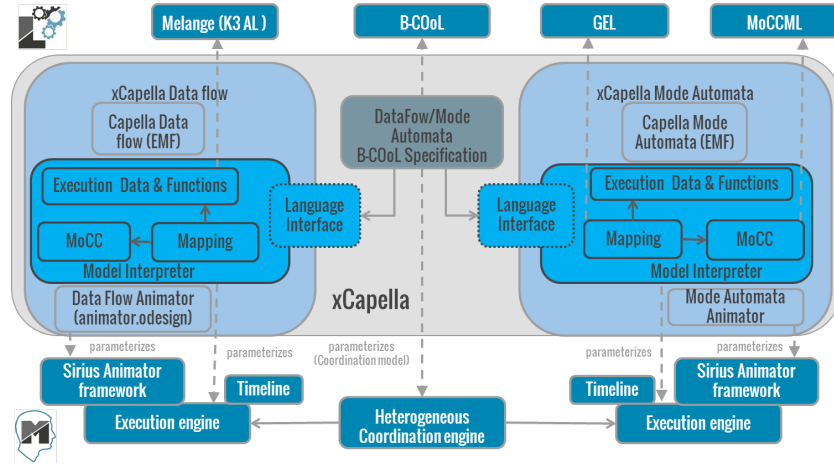 Melange (K3 AL )
B-COoL
GEL
MoCCML
xCapella Data flow
Capella Data
flow (EMF)
Execution Data & Functions
MoCC
Mapping
Model Interpreter
Data Flow Animator
(animator.odesign)
Language
Interface
DataFow/Mode
Automata
B-COoL Specification
Language
Interface
xCapella Mode Automata
Capella Mode
Automata (EMF)
Execution Data & Functions
Mapping
MoCC
Model Interpreter
Mode Automata
Animator
xCapella
parameterizes
parameterizes
parameterizes
(Coordination model)
parameterizes
parameterizes
Sirius Animator
framework
Timeline
Execution engine
Heterogeneous
Coordination engine
Timeline
Sirius Animator
framework
Execution engine
L
M